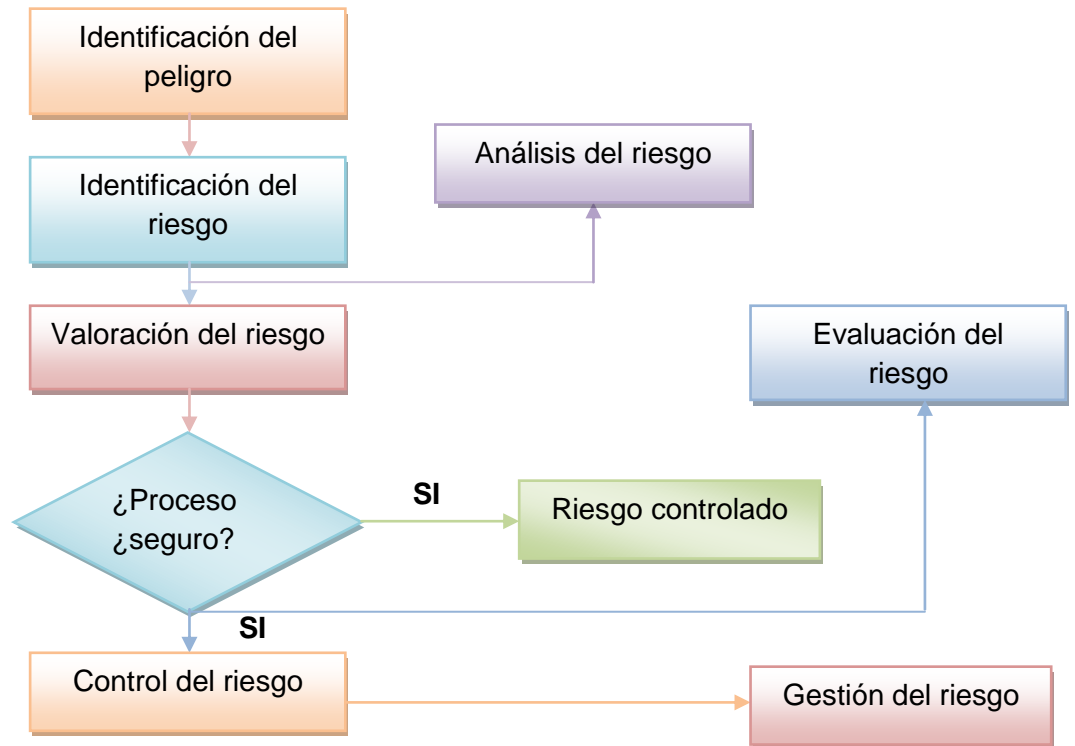 Identificación del
peligro
Identificación del
riesgo
Análisis del riesgo
Valoración del riesgo
Evaluación del
riesgo
¿Proceso
¿seguro?
SI
Riesgo controlado
SI
Control del riesgo
Gestión del riesgo